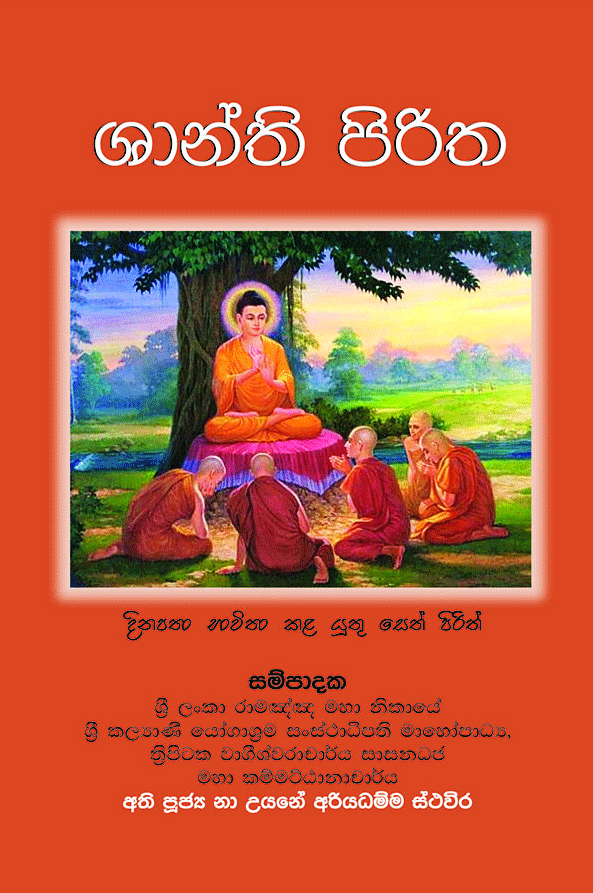 ශාන්ති පිරිත
දිනපතා භාවිතා කළ යුතු සෙත් පිරිත්
සම්පාදක
ශ්‍රී ලංකා රාමඤ්ඤ මහා නිකායේ
ශ්‍රී කල්‍යාණි යෝගාශ්‍රම සංස්ථාධිපති මාහෝපාධ්‍ය,
ත්‍රිපිටක වාගීශ්වරාචාර්ය සාසනධජ
මහා කම්මට්ඨානාචාර්ය
අති පූජ්‍ය නා උයනේ අරියධම්ම ස්ථවිර